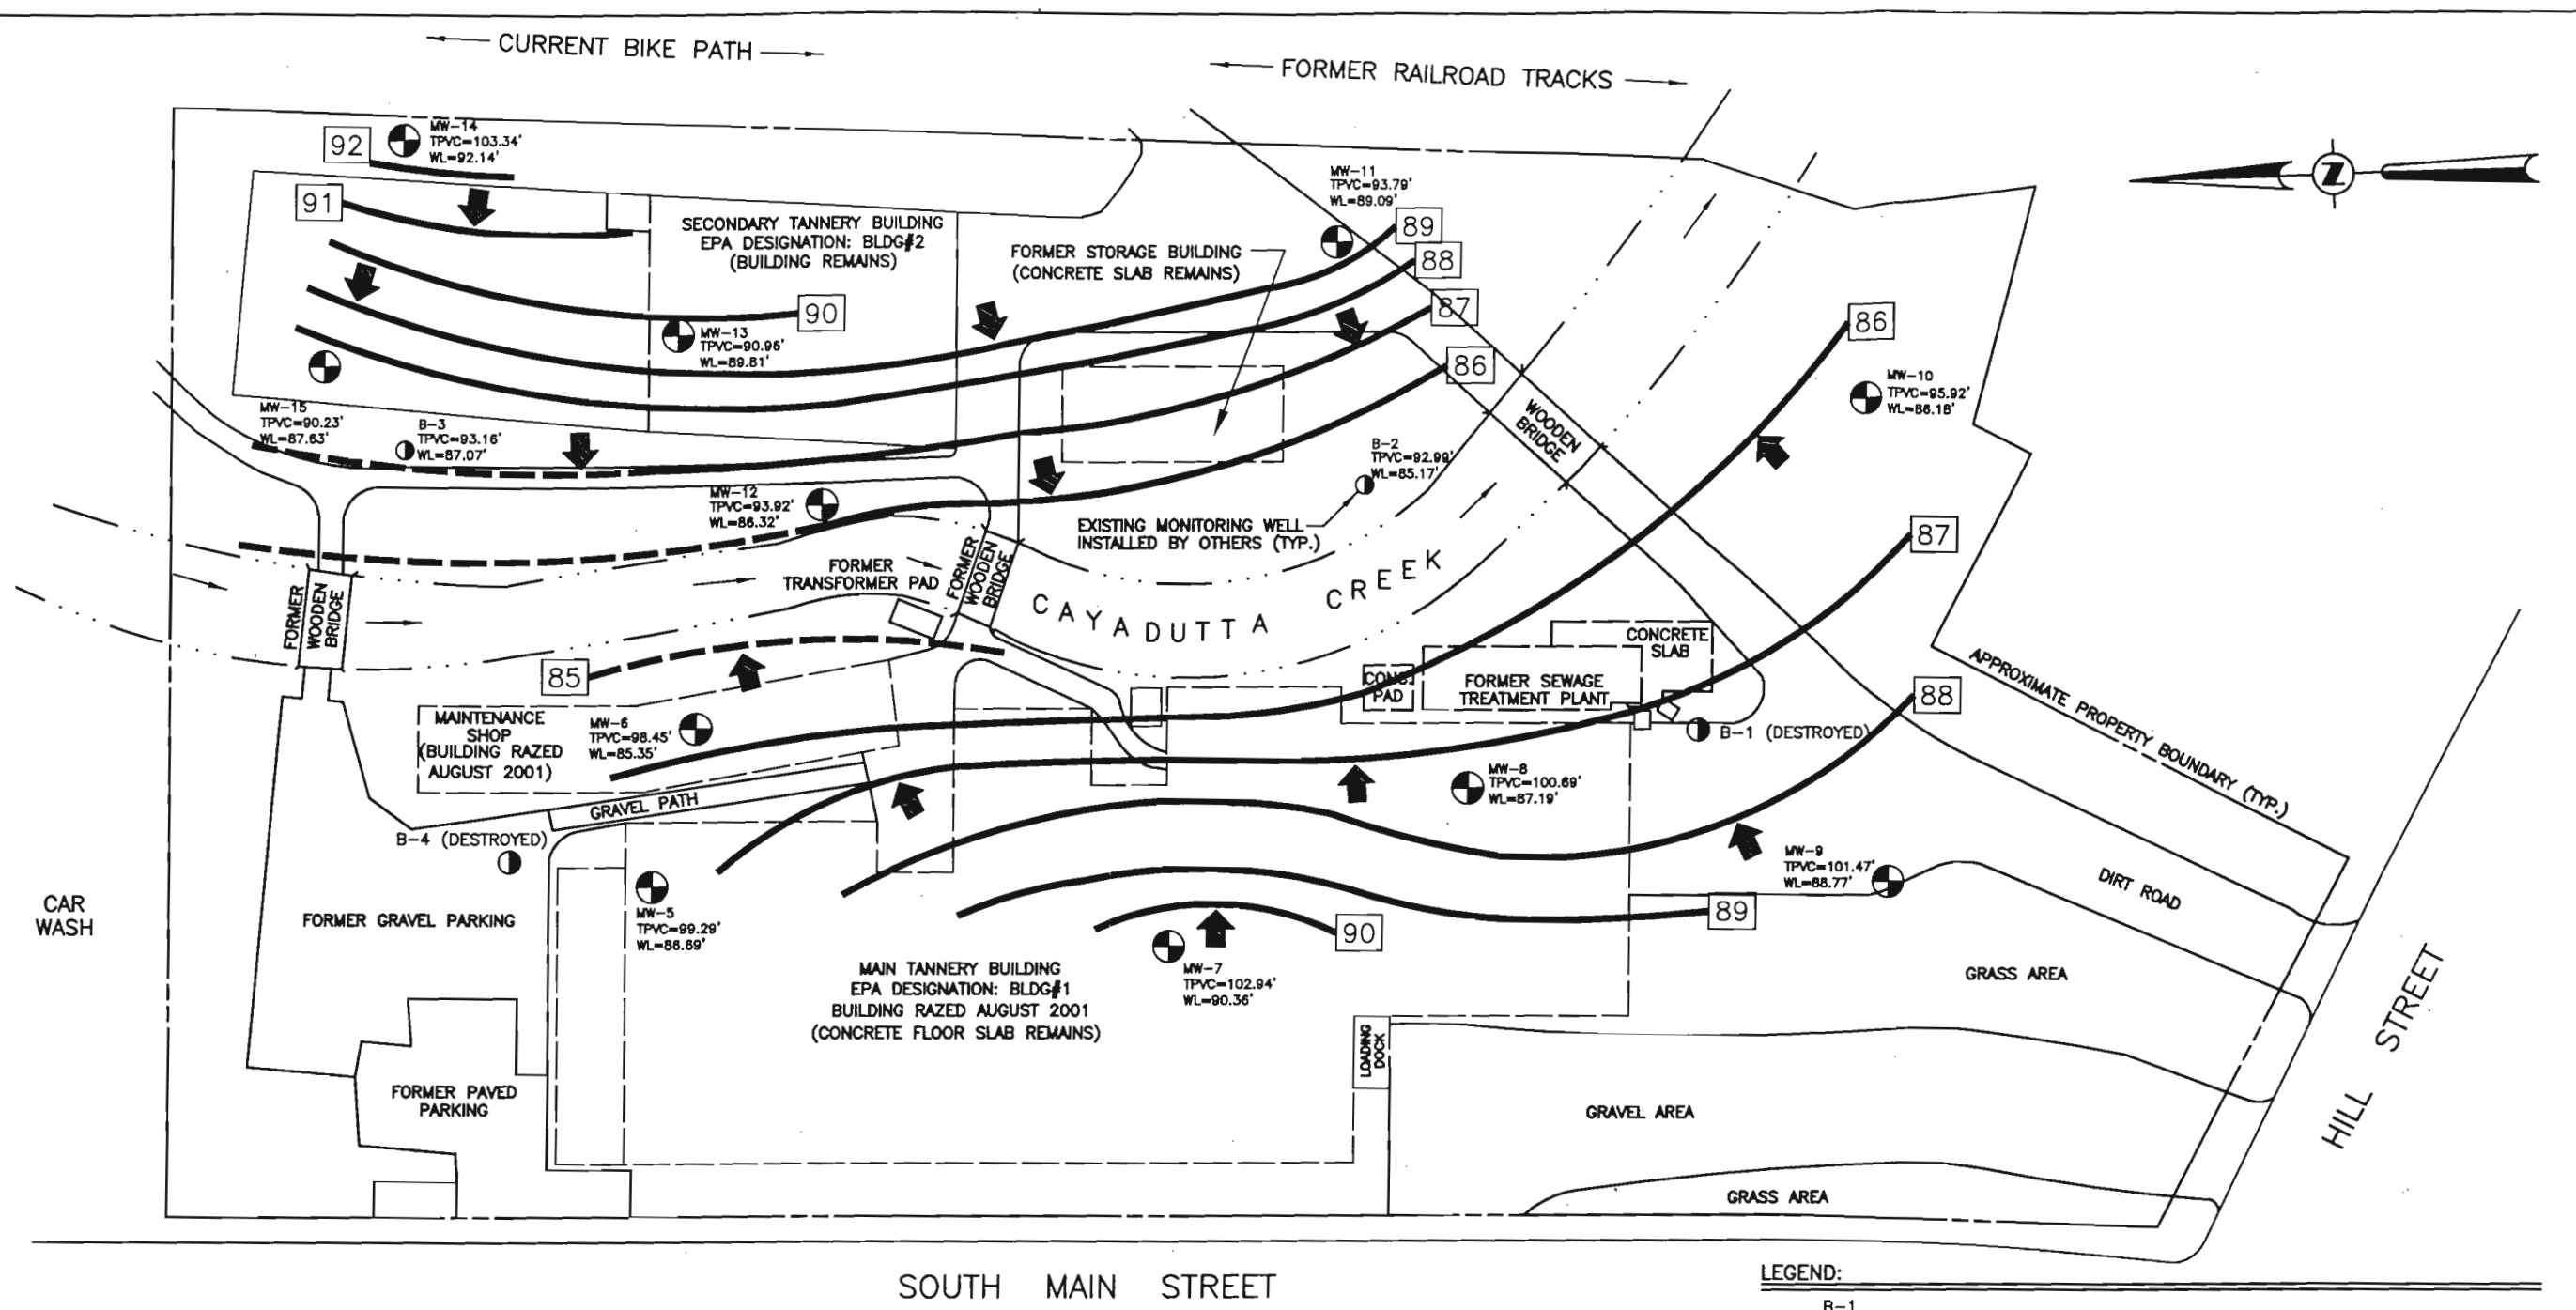 CURRENT BIKE PATH
FORMER RAILROAD TRACKS
92
MW-14
TPVC=103.34'
WL=92.14'
Z
91
SECONDARY TANNERY BUILDING
EPA DESIGNATION: BLDG#2
(BUILDING REMAINS)
MW-11
TPVC=93.79'
WL=89.09'
89
FORMER STORAGE BUILDING
(CONCRETE SLAB REMAINS)
88
87
90
86
MW-13
TPVC=90.96'
WL=89.81'
86
MW-10
TPVC=95.92'
WL=86.18'
MW-15
TPVC=90.23'
WL=87.63'
B-3
TPVC=93.16'
WL=87.07'
WOODEN
BRIDGE
B-2
TPVC=92.99'
WL=85.17'
MW-12
TPVC=93.92'
WL=86.32'
EXISTING MONITORING WELL
INSTALLED BY OTHERS (TYP.)
87
FORMER
TRANSFORMER PAD
FORMER
WOODEN
BRIDGE
CAYADUTTA CREEK
FORMER
WOODEN
BRIDGE
85
CONCRETE
SLAB
CONC.
PAD
FORMER SEWAGE
TREATMENT PLANT
88
APPROXIMATE PROPERTY BOUNDARY (TYP.)
MAINTENANCE
SHOP
(BUILDING RAZED
AUGUST 2001)
MW-6
TPVC=98.45'
WL=85.35'
B-1 (DESTROYED)
MW-8
TPVC=100.69'
WL=87.19'
GRAVEL PATH
B-4 (DESTROYED)
MW-9
TPVC=101.47'
WL=88.77'
DIRT ROAD
CAR
WASH
FORMER GRAVEL PARKING
MW-5
TPVC=99.29'
WL=88.69'
89
90
MAIN TANNERY BUILDING
EPA DESIGNATION: BLDG#1
BUILDING RAZED AUGUST 2001
(CONCRETE FLOOR SLAB REMAINS)
MW-7
TPVC=102.94'
WL=90.36'
GRASS AREA
LOADING
DOCK
HILL STREET
FORMER PAVED
PARKING
GRAVEL AREA
GRASS AREA
SOUTH MAIN STREET
LEGEND:
B-1